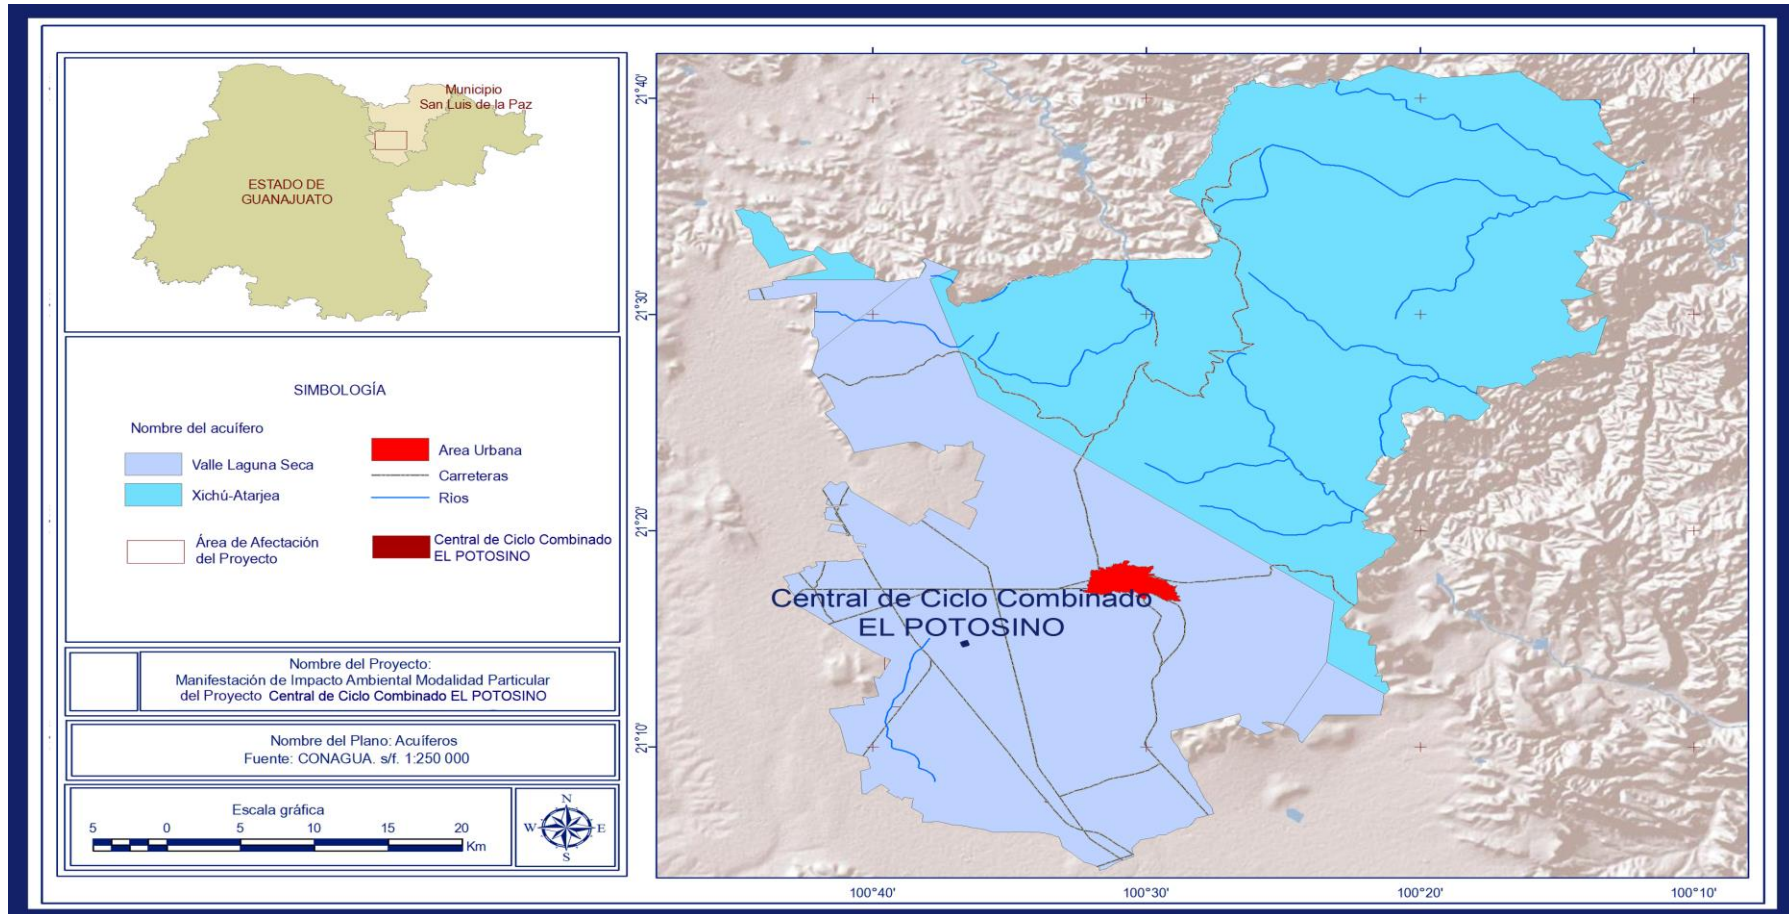 Municipio
San Luis de la Paz
ESTADO DE
GUANAJUATO
SIMBOLOGÍA
Nombre del acuífero
Valle Laguna Seca
Xichú-Atarjea
Área de Afectación
del Proyecto
Area Urbana
Carreteras
Ríos
Central de Ciclo Combinado
EL POTOSINO
Nombre del Proyecto:
Manifestación de Impacto Ambiental Modalidad Particular
del Proyecto Central de Ciclo Combinado EL POTOSINO
Nombre del Plano: Acuíferos
Fuente: CONAGUA. s/f. 1:250 000
Escala gráfica
5 0 5 10 15 20
Km
N
W E
S
21°40'
21°30'
21°20'
21°10'
Central de Ciclo Combinado
EL POTOSINO
100°40' 100°30' 100°20' 100°10'